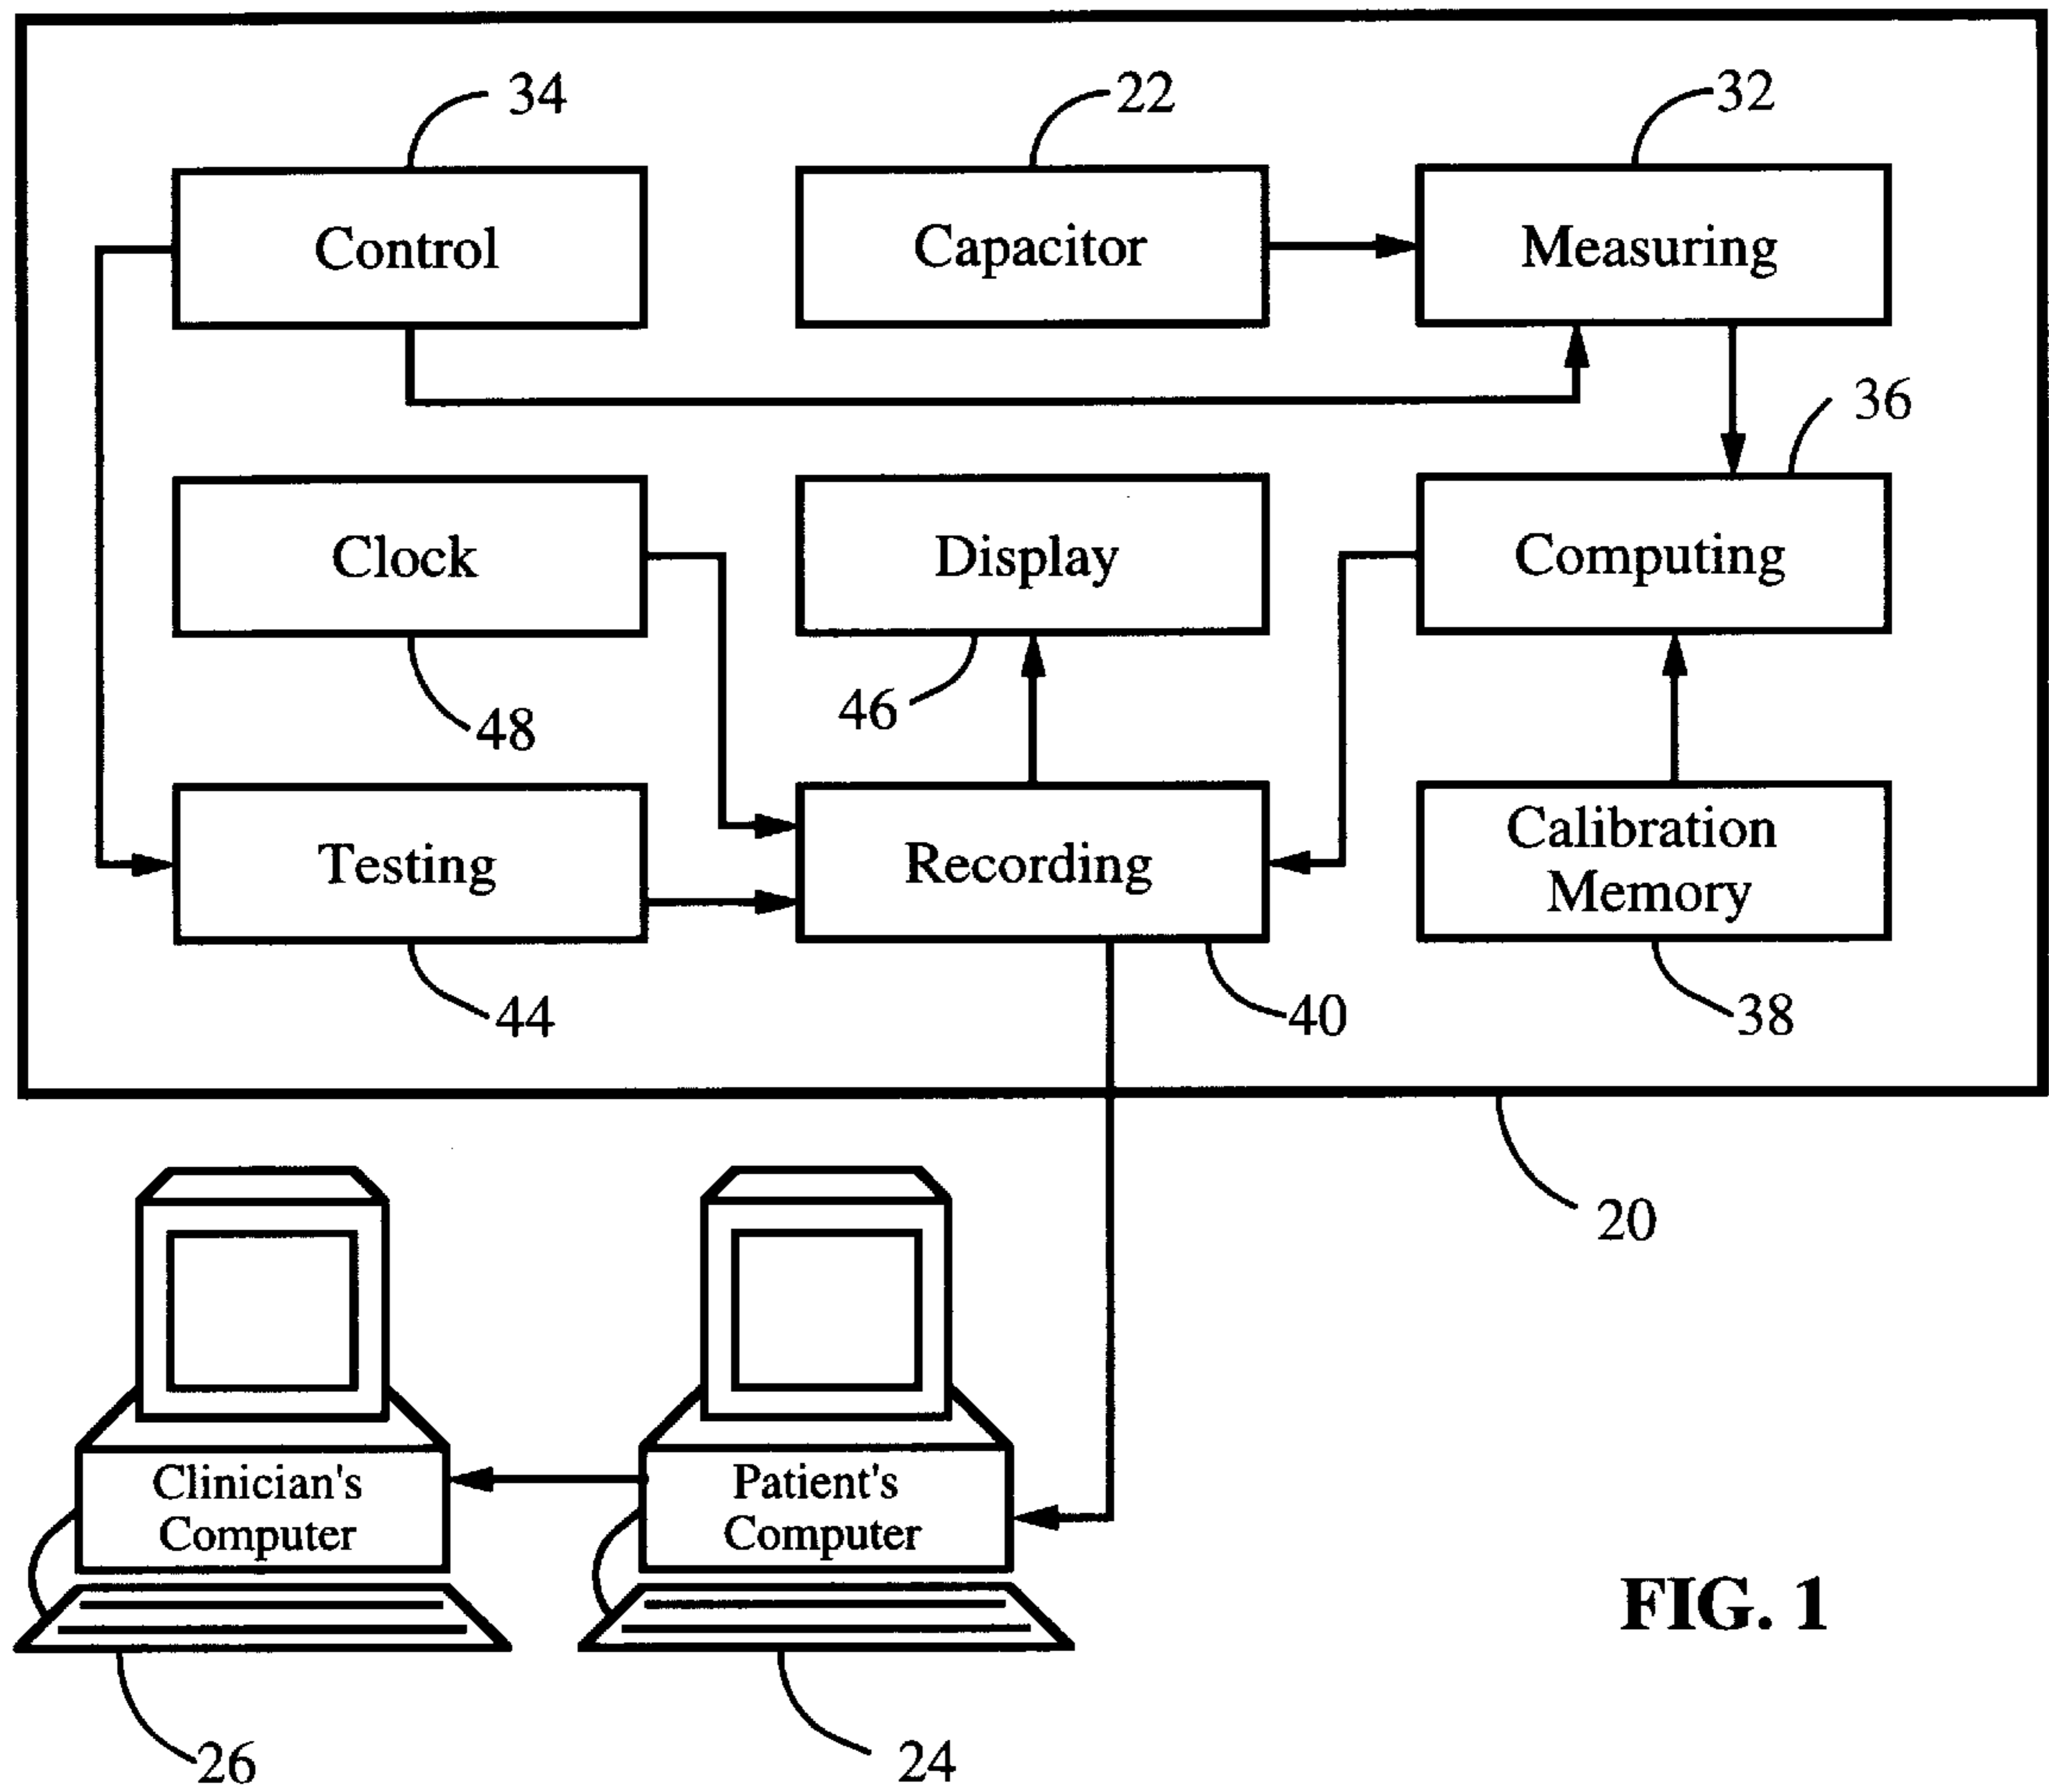 34
22
32
Control
Capacitor
Measuring
36
Clock
Display
Computing
46
48
Testing
Recording
Calibration
Memory
44
40
38
20
Clinician's
Computer
Patient's
Computer
FIG. 1
26
24